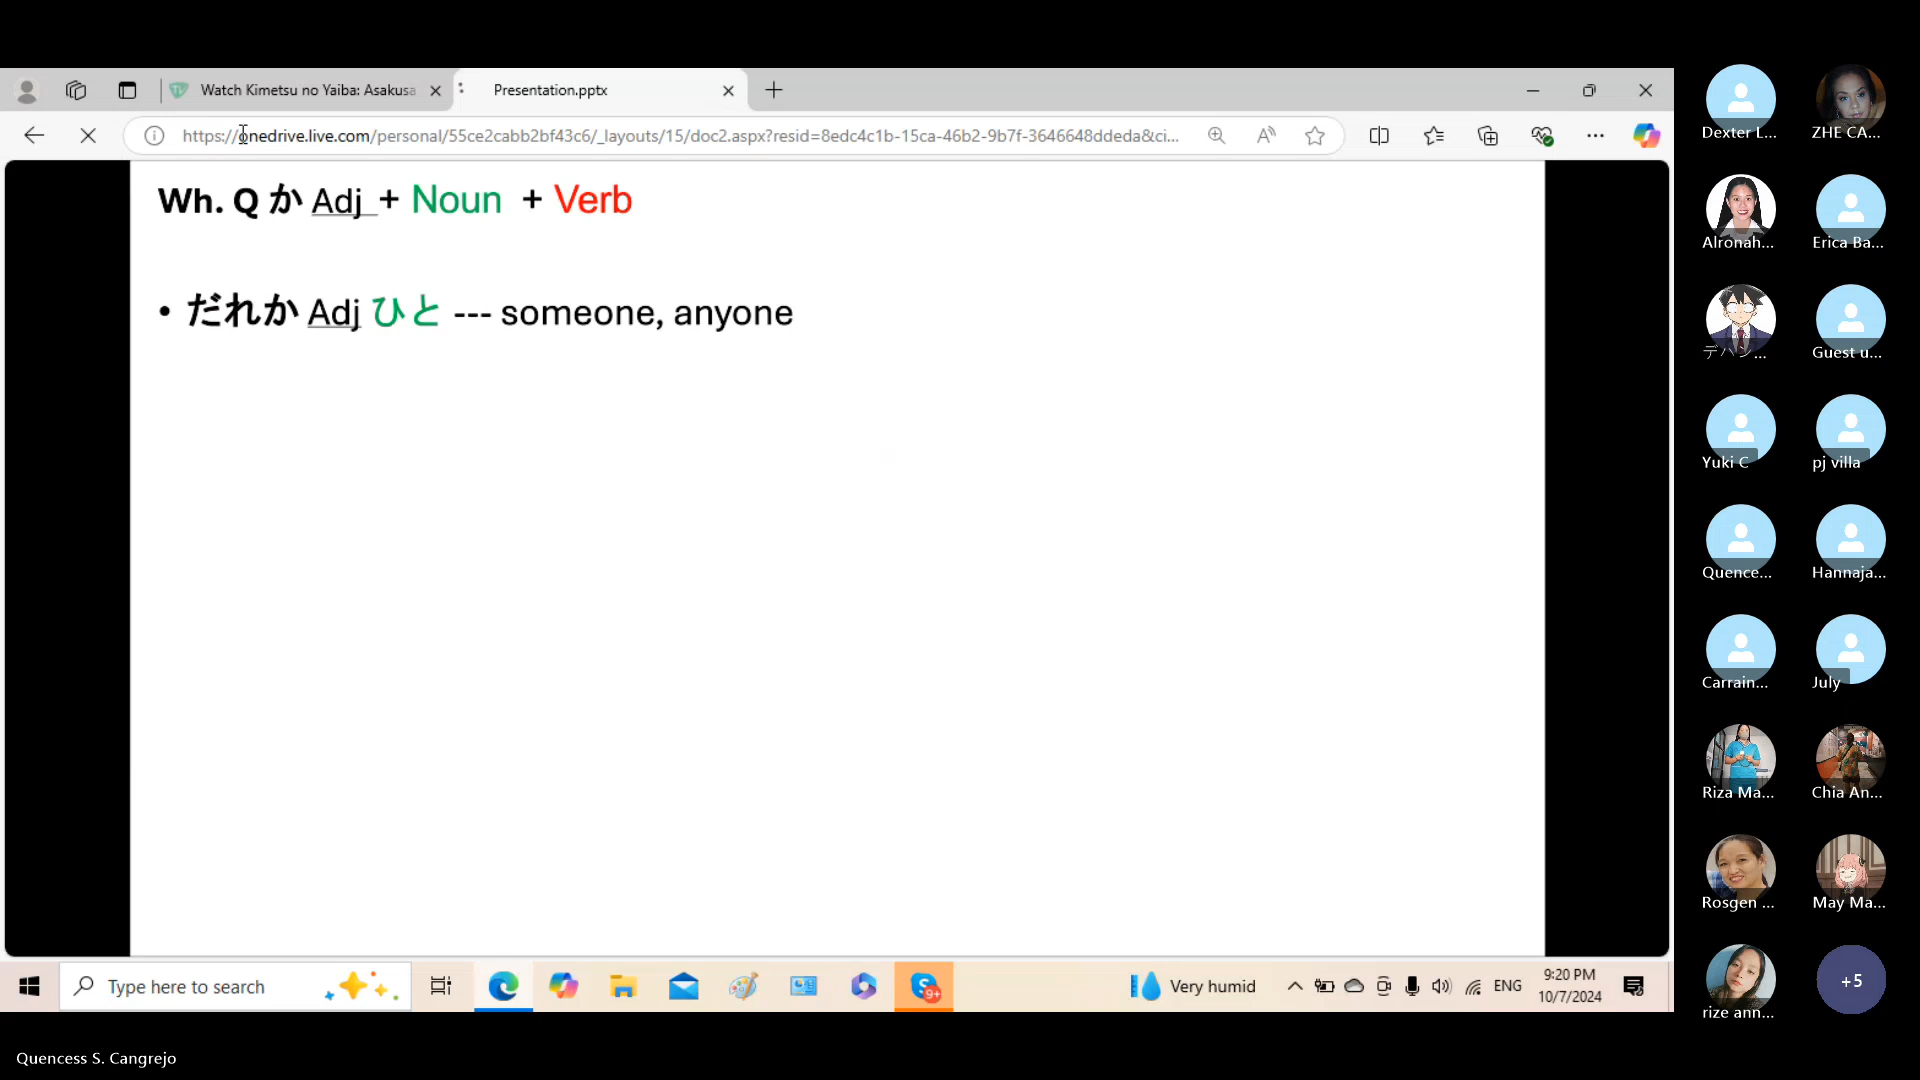 Watch Kimetsu no Yaiba: Asakusa
Presentation.pptx
https://onedrive.live.com/personal/55ce2cabb2bf43c6/_layouts/15/doc2.aspx?resid=8edc4c1b-15ca-46b2-9b7f-3646648ddeda&ci...
Wh. Q か Adj + Noun + Verb
• だれか Adj ひと --- someone, anyone
Type here to search
9+
Very humid
ENG
9:20 PM
10/7/2024
Dexter L...
ZHE CA...
Alronah...
Erica Ba...
デハン...
Guest u...
Yuki C
pj villa
Quence...
Hannaja...
Carrain...
July
Riza Ma...
Chia An...
Rosgen ...
May Ma...
rize ann...
+5
Quencess S. Cangrejo